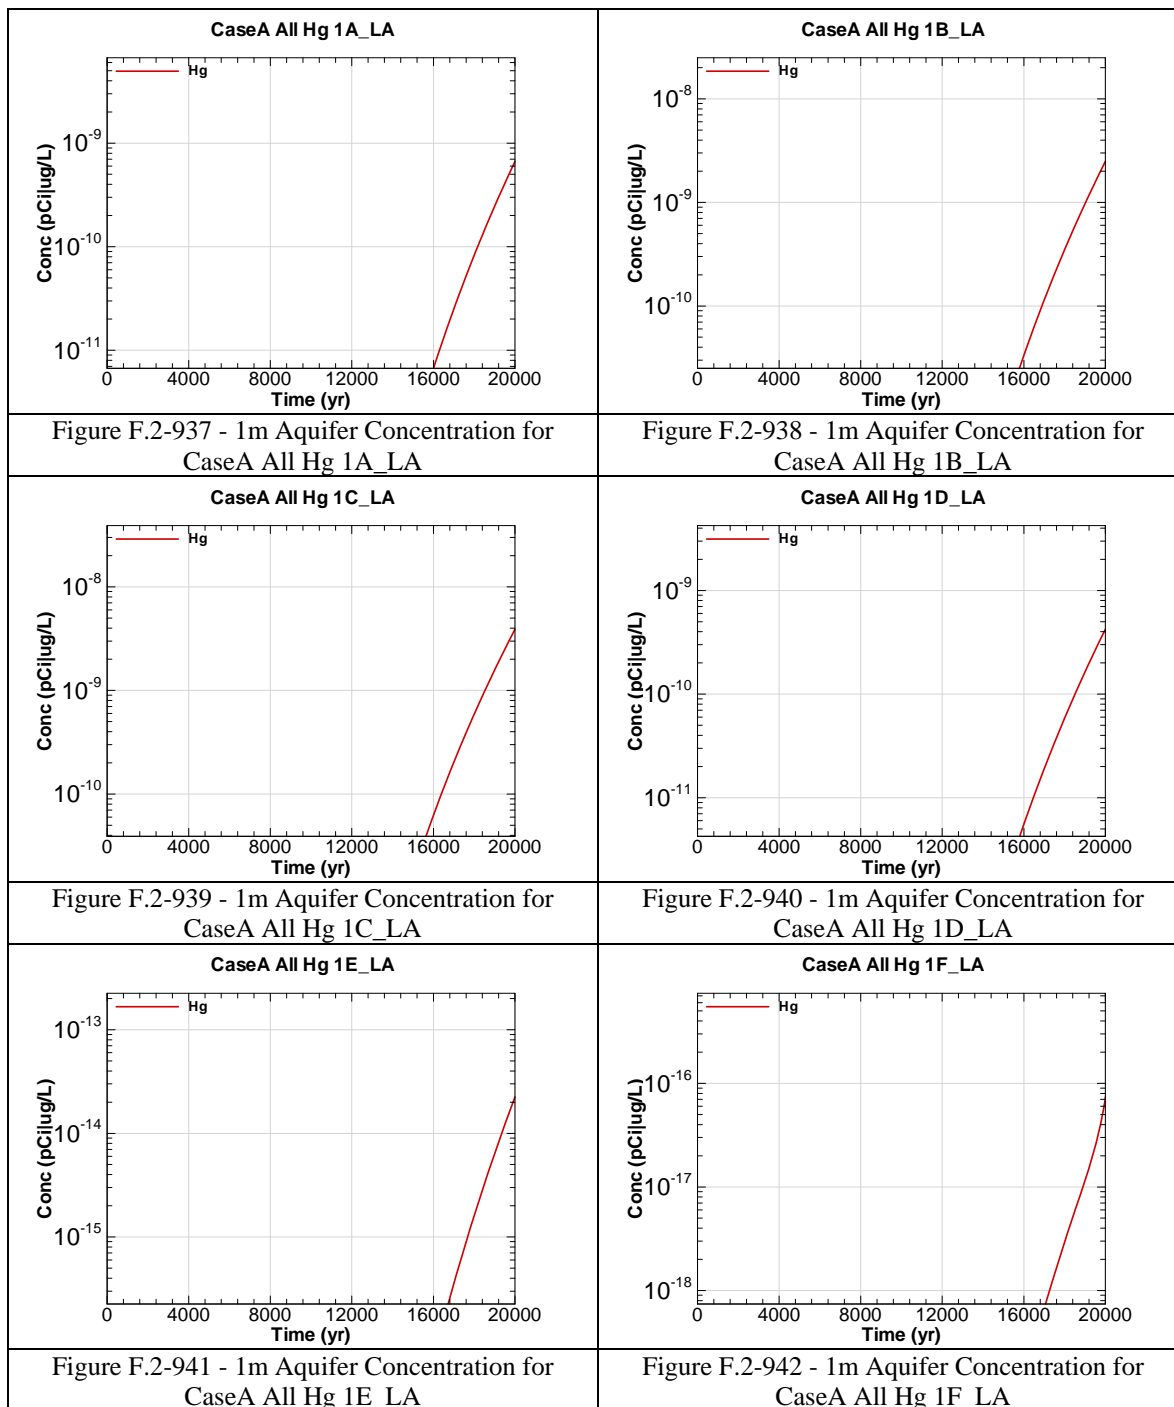 CaseA All Hg 1A_LA
Hg
10-9
10-10
10-11
Conc (pCi|ug/L)
0 4000 8000 12000 16000 20000
Time (yr)
Figure F.2-937 - 1m Aquifer Concentration for
CaseA All Hg 1A_LA
CaseA All Hg 1B_LA
Hg
10-8
10-9
10-10
Conc (pCi|ug/L)
0 4000 8000 12000 16000 20000
Time (yr)
Figure F.2-938 - 1m Aquifer Concentration for
CaseA All Hg 1B_LA
CaseA All Hg 1C_LA
Hg
10-8
10-9
10-10
Conc (pCi|ug/L)
0 4000 8000 12000 16000 20000
Time (yr)
Figure F.2-939 - 1m Aquifer Concentration for
CaseA All Hg 1C_LA
CaseA All Hg 1D_LA
Hg
10-9
10-10
10-11
Conc (pCi|ug/L)
0 4000 8000 12000 16000 20000
Time (yr)
Figure F.2-940 - 1m Aquifer Concentration for
CaseA All Hg 1D_LA
CaseA All Hg 1E_LA
Hg
10-13
10-14
10-15
Conc (pCi|ug/L)
0 4000 8000 12000 16000 20000
Time (yr)
Figure F.2-941 - 1m Aquifer Concentration for
CaseA All Hg 1E_LA
CaseA All Hg 1F_LA
Hg
10-16
10-17
10-18
Conc (pCi|ug/L)
0 4000 8000 12000 16000 20000
Time (yr)
Figure F.2-942 - 1m Aquifer Concentration for
CaseA All Hg 1F_LA